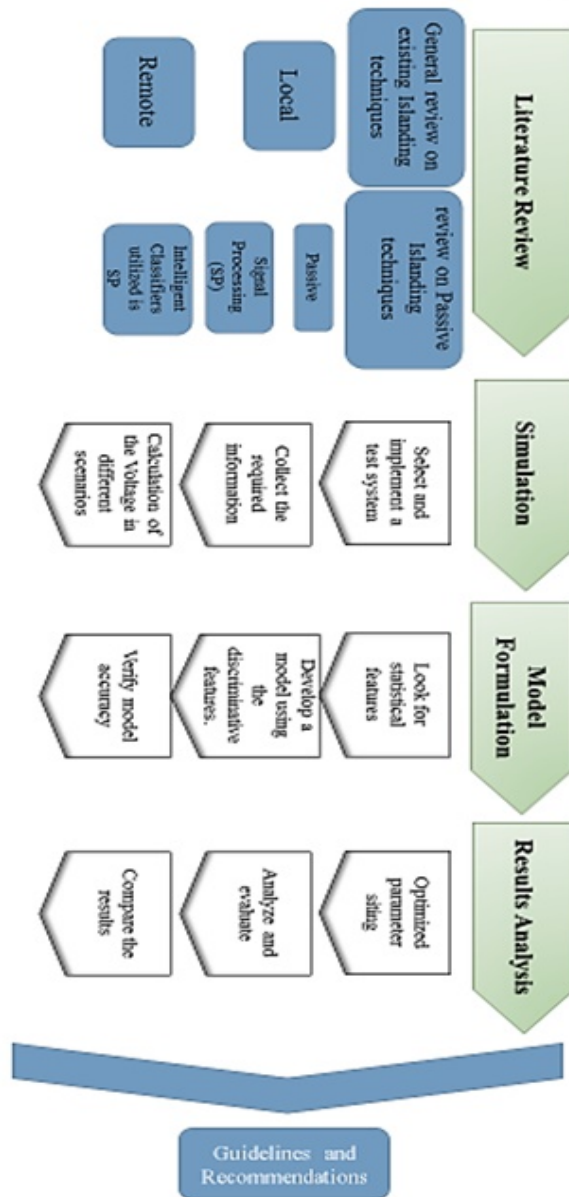 Literature Review
General review on
existing Islanding
techniques
Local
Remote
review on Passive
Islanding
techniques
Passive
Signal
Processing
(SP)
Intelligent
Classifiers
utilized is
SP
Simulation
Select and
implement a
test system
Collect the
required
information
Calculation of
the Voltage in
different
scenarios
Model
Formulation
Look for
statistical
features
Develop a
model using
the
discriminative
features.
Verify model
accuracy
Results Analysis
Optimized
parameter
siting
Analyze and
evaluate
Compare the
results
Guidelines and
Recommendations